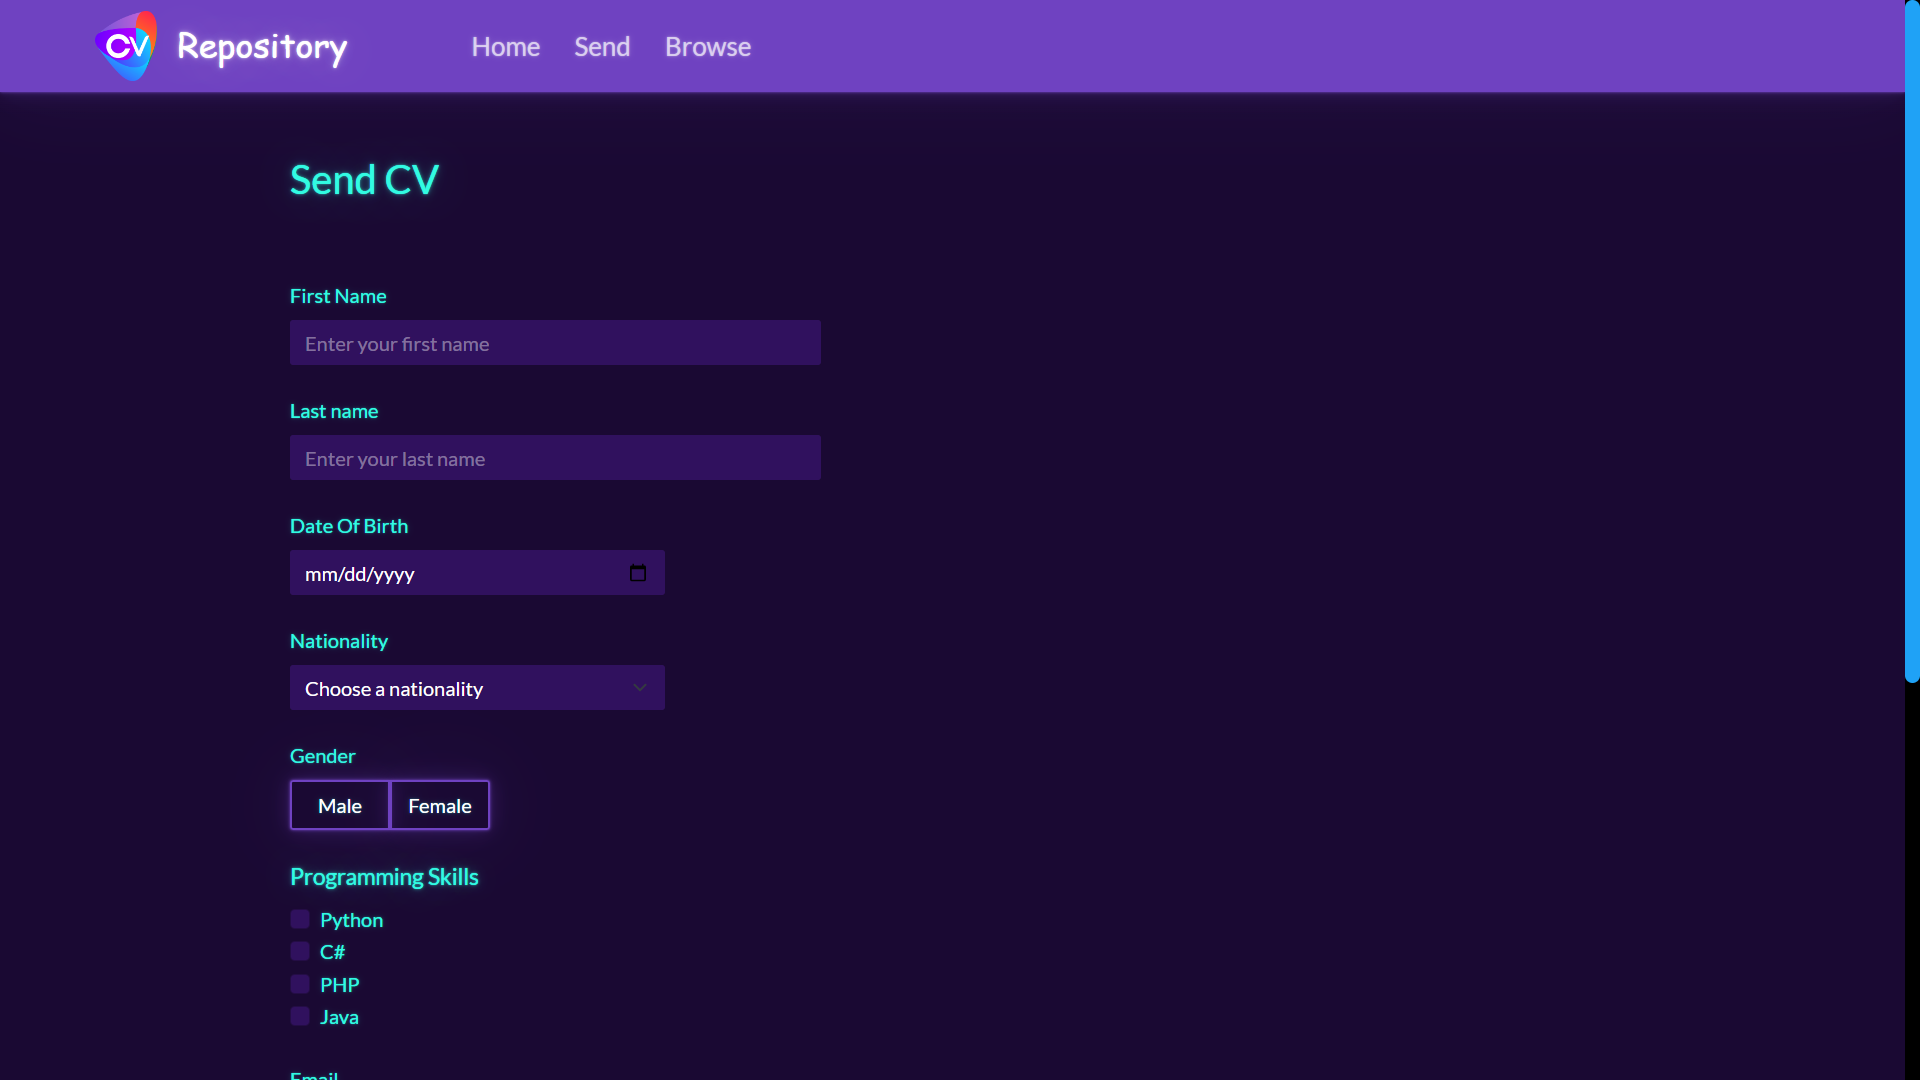 CV Repository Home Send Browse
Send CV
First Name
Enter your first name
Last name
Enter your last name
Date Of Birth
mm/dd/yyyy
Nationality
Choose a nationality
Gender
Male Female
Programming Skills
Python
C#
PHP
Java
Email